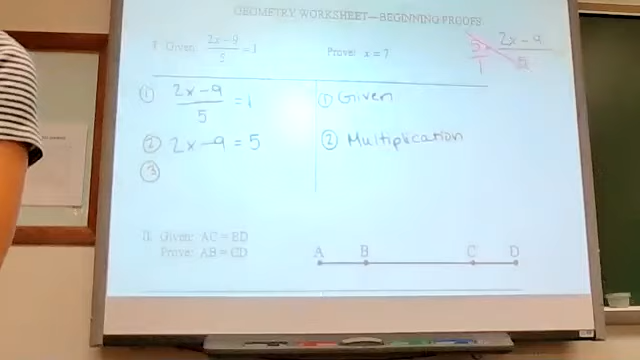 GEOMETRY WORKSHEET—BEGINNING PROOFS
I. Given: (2x-9)/5 = 1 Prove: x = 7
5/1 · (2x-9)/5
① (2x-9)/5 = 1 ① Given
② 2x-9 = 5 ② Multiplication
③
II. Given: AC = BD
Prove: AB = CD
A B C D